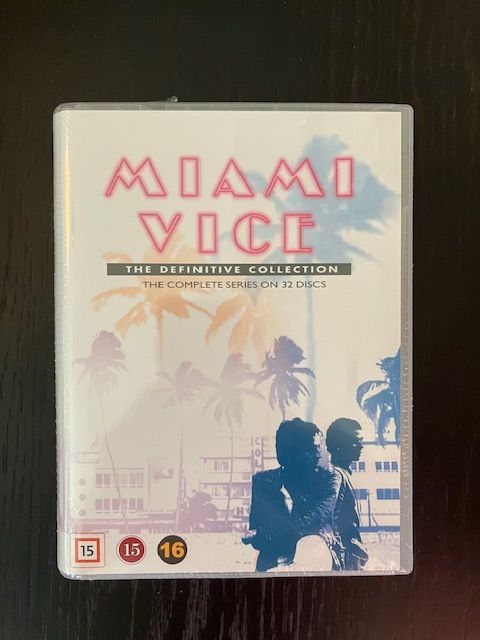 MIAMI
VICE
THE DEFINITIVE COLLECTION
THE COMPLETE SERIES ON 32 DISCS
15 15 16